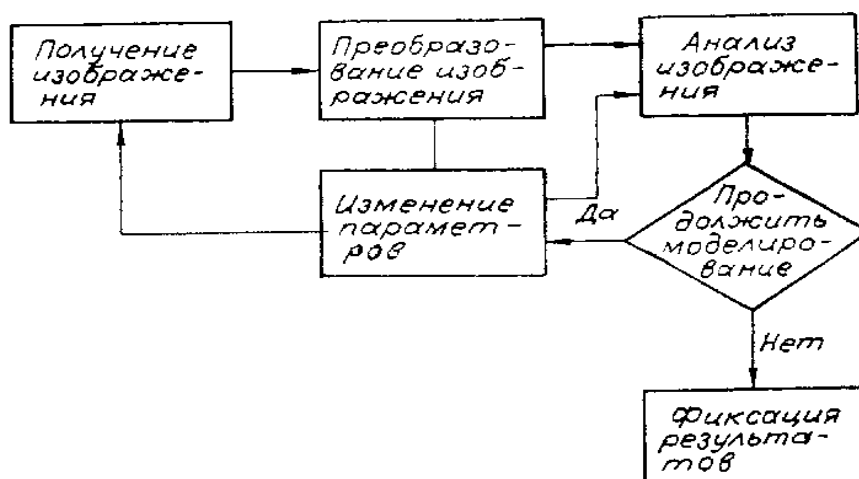 Получение
изображе-
ния
Преобразо-
вание изоб-
ражения
Анализ
изображе-
ния
Изменение
парамет-
ров
Да
Про-
должить
моделиро-
вание
Нет
Фиксация
результа-
тов